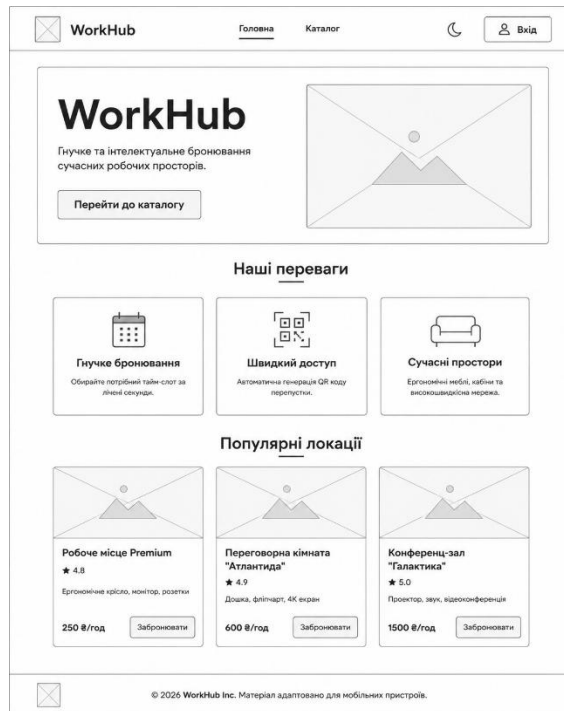 WorkHub
Головна
Каталог
Вхід
WorkHub
Гнучке та інтелектуальне бронювання
сучасних робочих просторів.
Перейти до каталогу
Наші переваги
Гнучке бронювання
Обирайте потрібний тайм-слот за
лічені секунди.
Швидкий доступ
Автоматична генерація QR коду
перепустки.
Сучасні простори
Ергономічні меблі, кабіни та
високошвидкісна мережа.
Популярні локації
Робоче місце Premium
★ 4.8
Ергономічне крісло, монітор, розетки
250 ₴/год
Забронювати
Переговорна кімната
"Атлантида"
★ 4.9
Дошка, фліпчарт, 4K екран
600 ₴/год
Забронювати
Конференц-зал
"Галактика"
★ 5.0
Проектор, звук, відеоконференція
1500 ₴/год
Забронювати
© 2026 WorkHub Inc. Матеріал адаптовано для мобільних пристроїв.